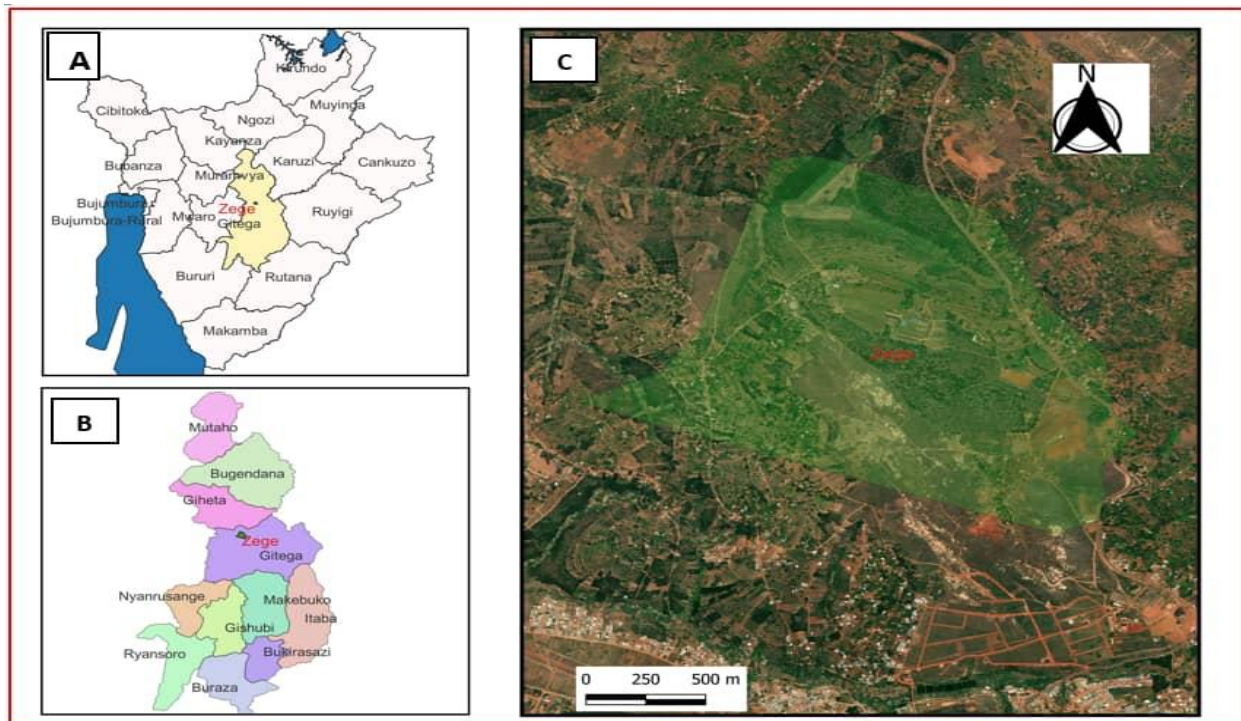 A
Kirundo
Cibitoke
Muyinga
Ngozi
Kayanza
Bubanza
Karuzi
Cankuzo
Muramvya
Bujumbura
Zege
Mwaro
Ruyigi
Bujumbura-Rural
Gitega
Bururi
Rutana
Makamba
B
Mutaho
Bugendana
Giheta
Zege
Gitega
Nyanrusange
Makebuko
Itaba
Gishubi
Ryansoro
Bukirasazi
Buraza
C
N
Zege
0 250 500 m